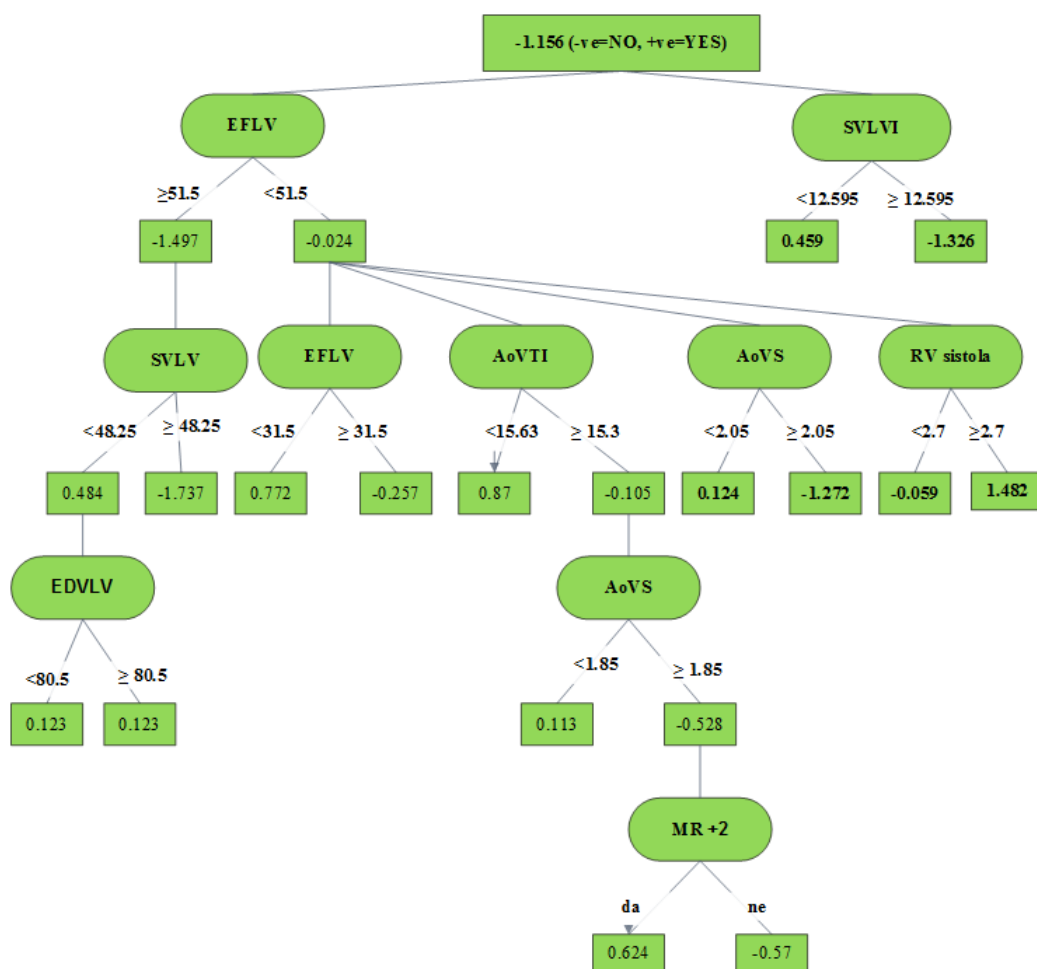 -1.156 (-ve=NO, +ve=YES)
EFLV
SVLVI
≥51.5
<51.5
<12.595
≥ 12.595
-1.497
-0.024
0.459
-1.326
SVLV
EFLV
AoVTI
AoVS
RV sistola
<48.25
≥ 48.25
<31.5
≥ 31.5
<15.63
≥ 15.3
<2.05
≥ 2.05
<2.7
≥2.7
0.484
-1.737
0.772
-0.257
0.87
-0.105
0.124
-1.272
-0.059
1.482
EDVLV
AoVS
<80.5
≥ 80.5
<1.85
≥ 1.85
0.123
0.123
0.113
-0.528
MR +2
da
ne
0.624
-0.57